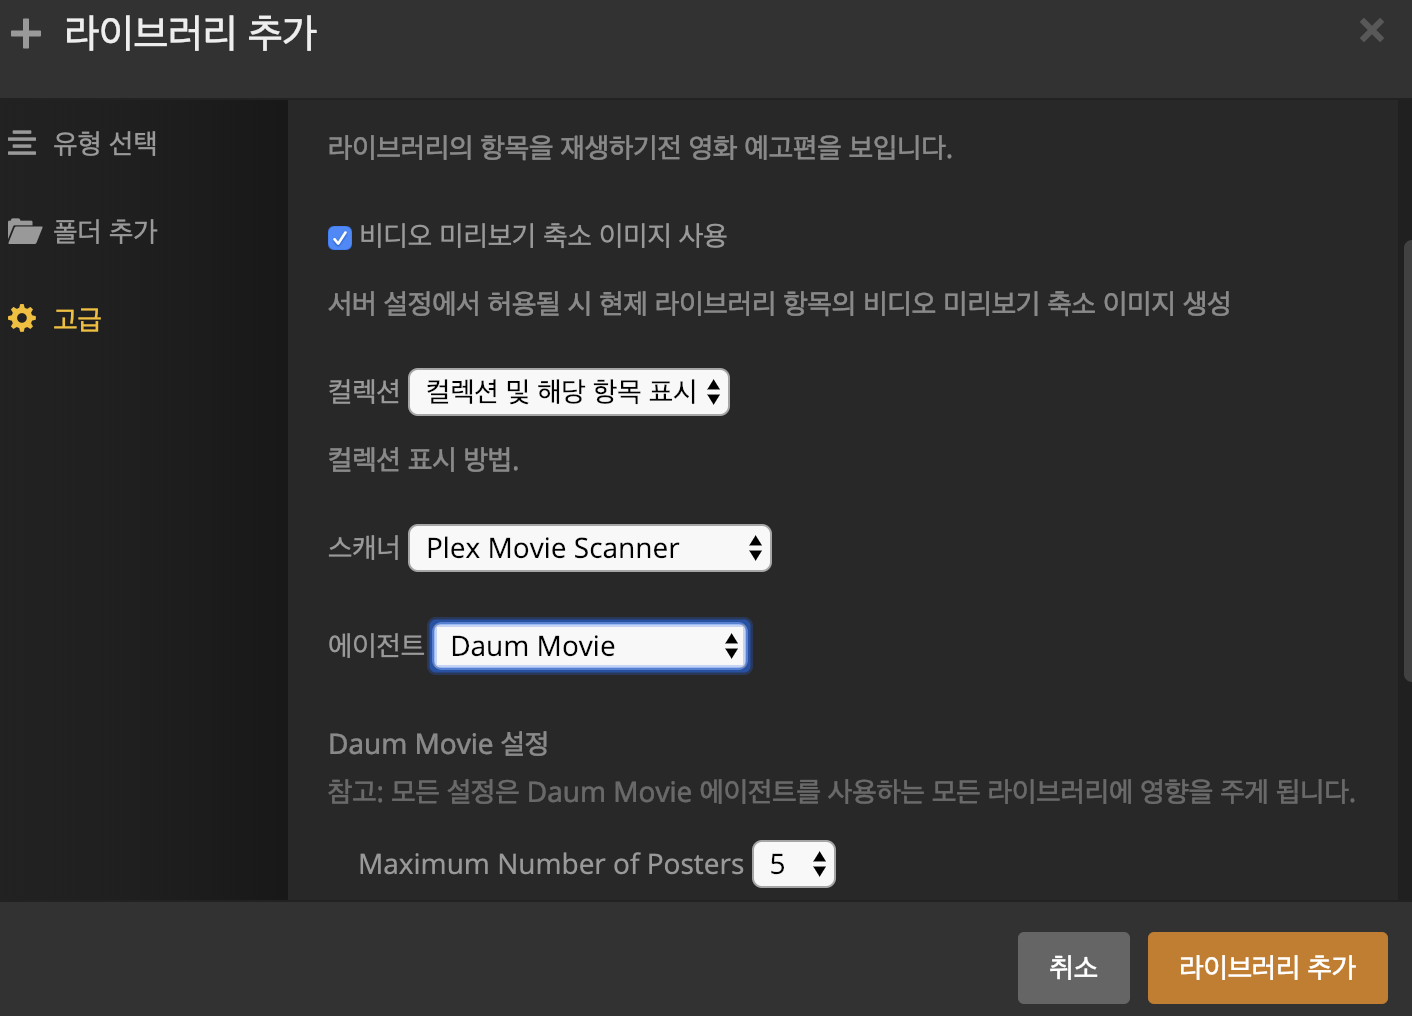 라이브러리 추가
유형 선택
폴더 추가
고급
라이브러리의 항목을 재생하기전 영화 예고편을 보입니다.
비디오 미리보기 축소 이미지 사용
서버 설정에서 허용될 시 현제 라이브러리 항목의 비디오 미리보기 축소 이미지 생성
컬렉션 컬렉션 및 해당 항목 표시
컬렉션 표시 방법.
스캐너 Plex Movie Scanner
에이전트 Daum Movie
Daum Movie 설정
참고: 모든 설정은 Daum Movie 에이전트를 사용하는 모든 라이브러리에 영향을 주게 됩니다.
Maximum Number of Posters 5
취소 라이브러리 추가